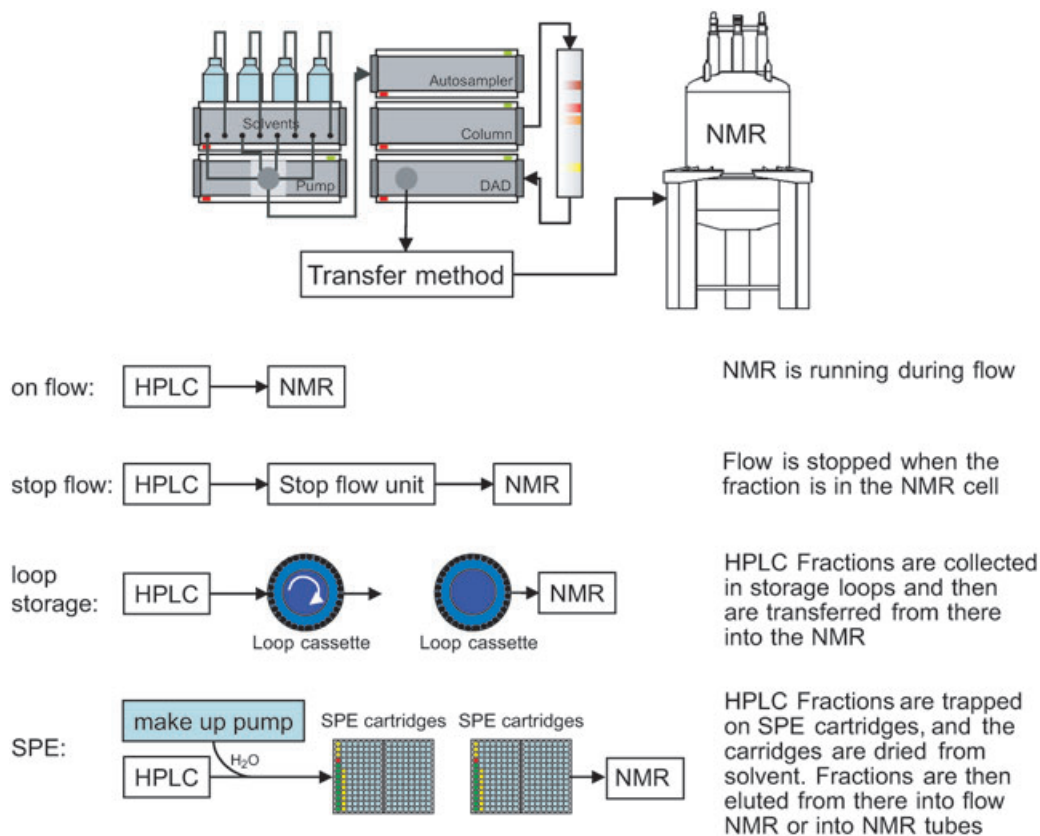 Solvents
Pump
Autosampler
Column
DAD
NMR
Transfer method
on flow:
HPLC
NMR
NMR is running during flow
stop flow:
HPLC
Stop flow unit
NMR
Flow is stopped when the
fraction is in the NMR cell
loop
storage:
HPLC
Loop cassette
Loop cassette
NMR
HPLC Fractions are collected
in storage loops and then
are transferred from there
into the NMR
SPE:
make up pump
H₂O
HPLC
SPE cartridges
SPE cartridges
NMR
HPLC Fractions are trapped
on SPE cartridges, and the
carridges are dried from
solvent. Fractions are then
eluted from there into flow
NMR or into NMR tubes